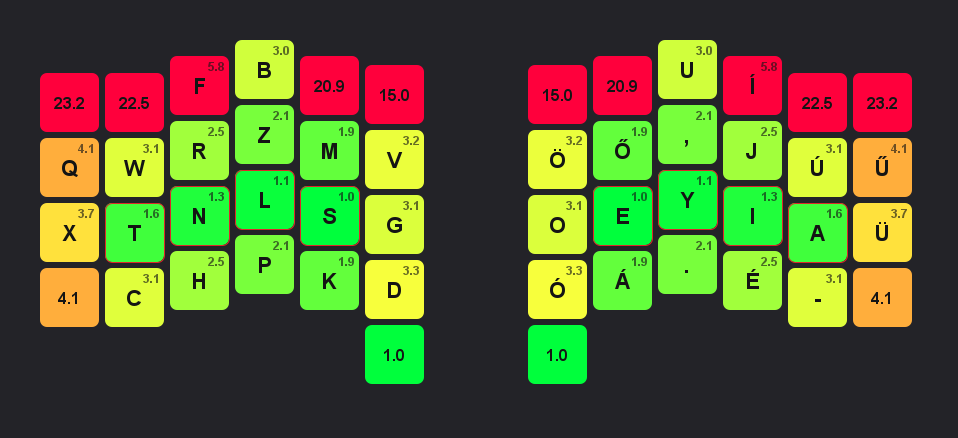 3.0 3.0
B U
5.8 20.9 20.9 5.8
F Í
23.2 22.5 15.0 15.0 22.5 23.2
2.1 2.1
Z ,
2.5 1.9 1.9 2.5
R M Ő J
4.1 3.1 3.2 3.2 3.1 4.1
Q W V Ö Ú Ű
1.1 1.1
L Y
1.3 1.0 1.0 1.3
N S E I
3.7 1.6 3.1 3.1 1.6 3.7
X T G O A Ü
2.1 2.1
P .
2.5 1.9 1.9 2.5
H K Á É
4.1 3.1 3.3 3.3 3.1 4.1
C D Ó -
1.0 1.0